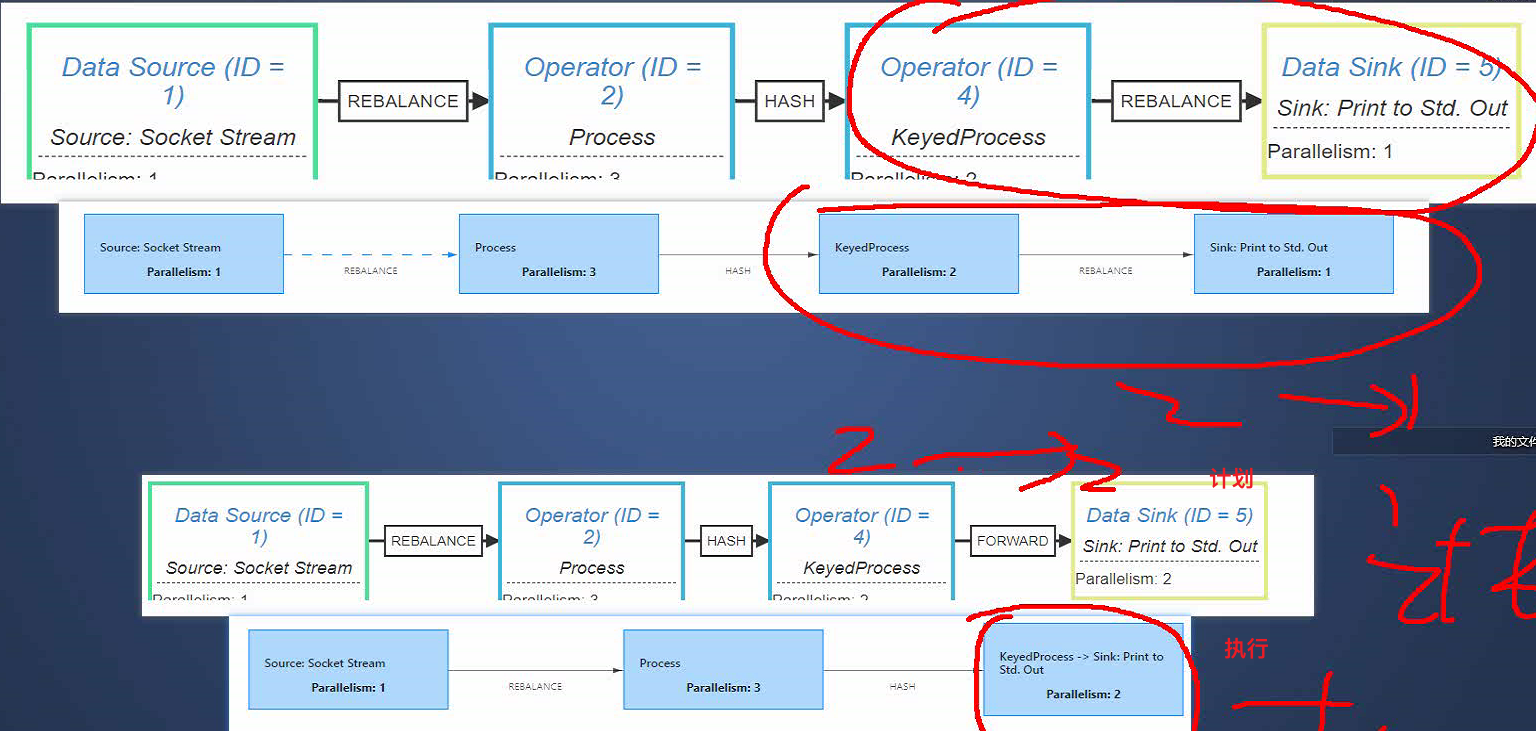 Data Source (ID =
1)
Source: Socket Stream
Parallelism: 1
REBALANCE
Operator (ID =
2)
Process
Parallelism: 3
HASH
Operator (ID =
4)
KeyedProcess
Parallelism: 2
REBALANCE
Data Sink (ID = 5)
Sink: Print to Std. Out
Parallelism: 1
Source: Socket Stream
Parallelism: 1
REBALANCE
Process
Parallelism: 3
HASH
KeyedProcess
Parallelism: 2
REBALANCE
Sink: Print to Std. Out
Parallelism: 1
2
1
我的文件
2
2
计划
Data Source (ID =
1)
Source: Socket Stream
Parallelism: 1
REBALANCE
Operator (ID =
2)
Process
Parallelism: 3
HASH
Operator (ID =
4)
KeyedProcess
Parallelism: 2
FORWARD
Data Sink (ID = 5)
Sink: Print to Std. Out
Parallelism: 2
Source: Socket Stream
Parallelism: 1
REBALANCE
Process
Parallelism: 3
HASH
KeyedProcess -> Sink: Print to
Std. Out
Parallelism: 2
执行